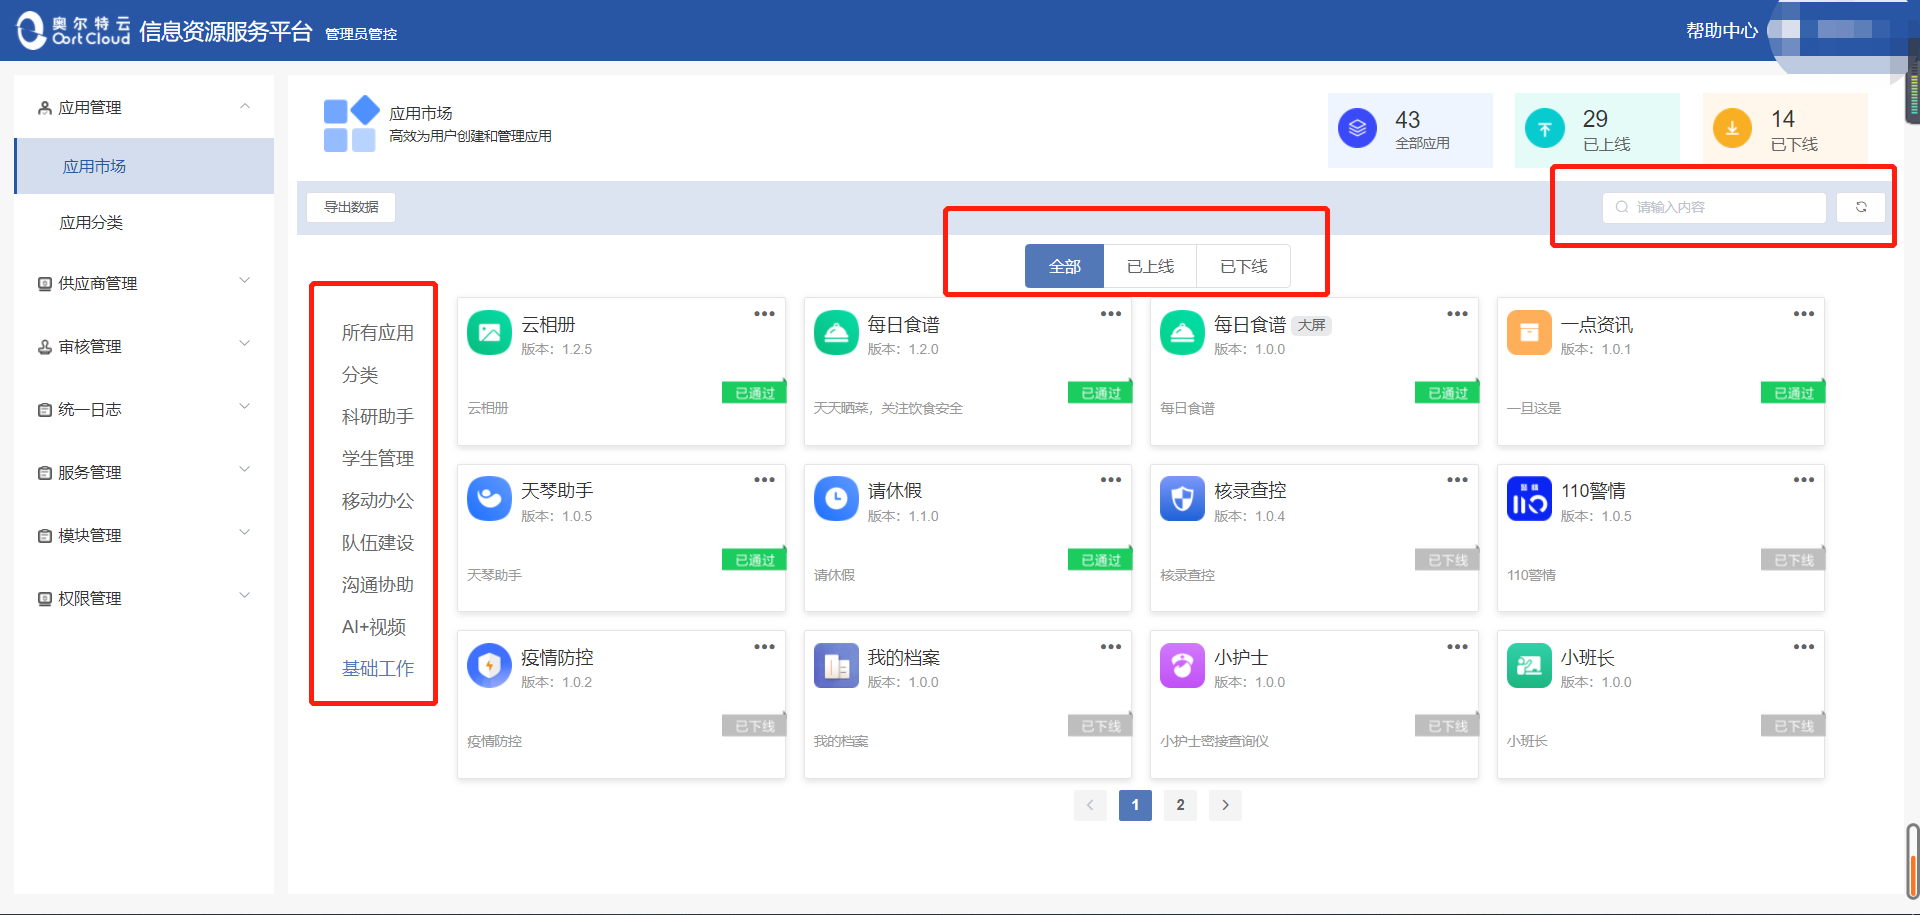 奥尔特云
Oort Cloud
信息资源服务平台 管理员管控
帮助中心
应用管理
应用市场
应用分类
供应商管理
审核管理
统一日志
服务管理
模块管理
权限管理
应用市场
高效为用户创建和管理应用
43
全部应用
29
已上线
14
已下线
导出数据
请输入内容
全部 已上线 已下线
所有应用
分类
科研助手
学生管理
移动办公
队伍建设
沟通协助
AI+视频
基础工作
云相册
版本：1.2.5
已通过
云相册
每日食谱
版本：1.2.0
已通过
天天晒菜，关注饮食安全
每日食谱 大屏
版本：1.0.0
已通过
每日食谱
一点资讯
版本：1.0.1
已通过
一旦这是
天琴助手
版本：1.0.5
已通过
天琴助手
请休假
版本：1.1.0
已通过
请休假
核录查控
版本：1.0.4
已下线
核录查控
110
110警情
版本：1.0.5
已下线
110警情
疫情防控
版本：1.0.2
已下线
疫情防控
我的档案
版本：1.0.0
已下线
我的档案
小护士
版本：1.0.0
已下线
小护士密接查询仪
小班长
版本：1.0.0
已下线
小班长
1 2